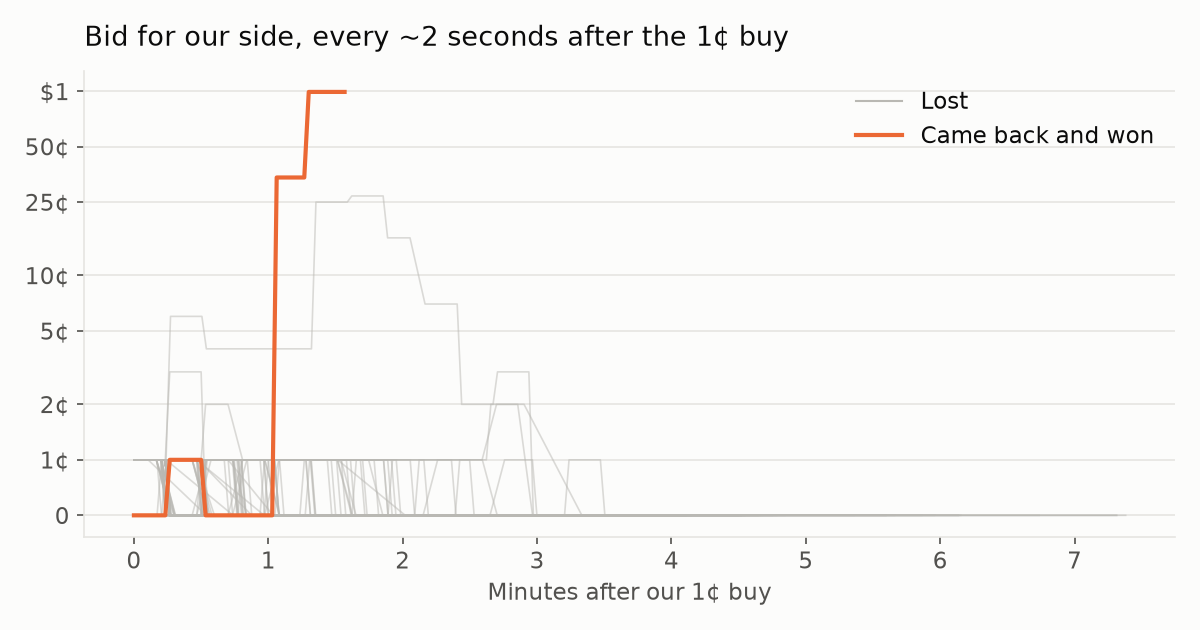 Bid for our side, every ~2 seconds after the 1¢ buy
$1
50¢
25¢
10¢
5¢
2¢
1¢
0
Lost
Came back and won
0 1 2 3 4 5 6 7
Minutes after our 1¢ buy